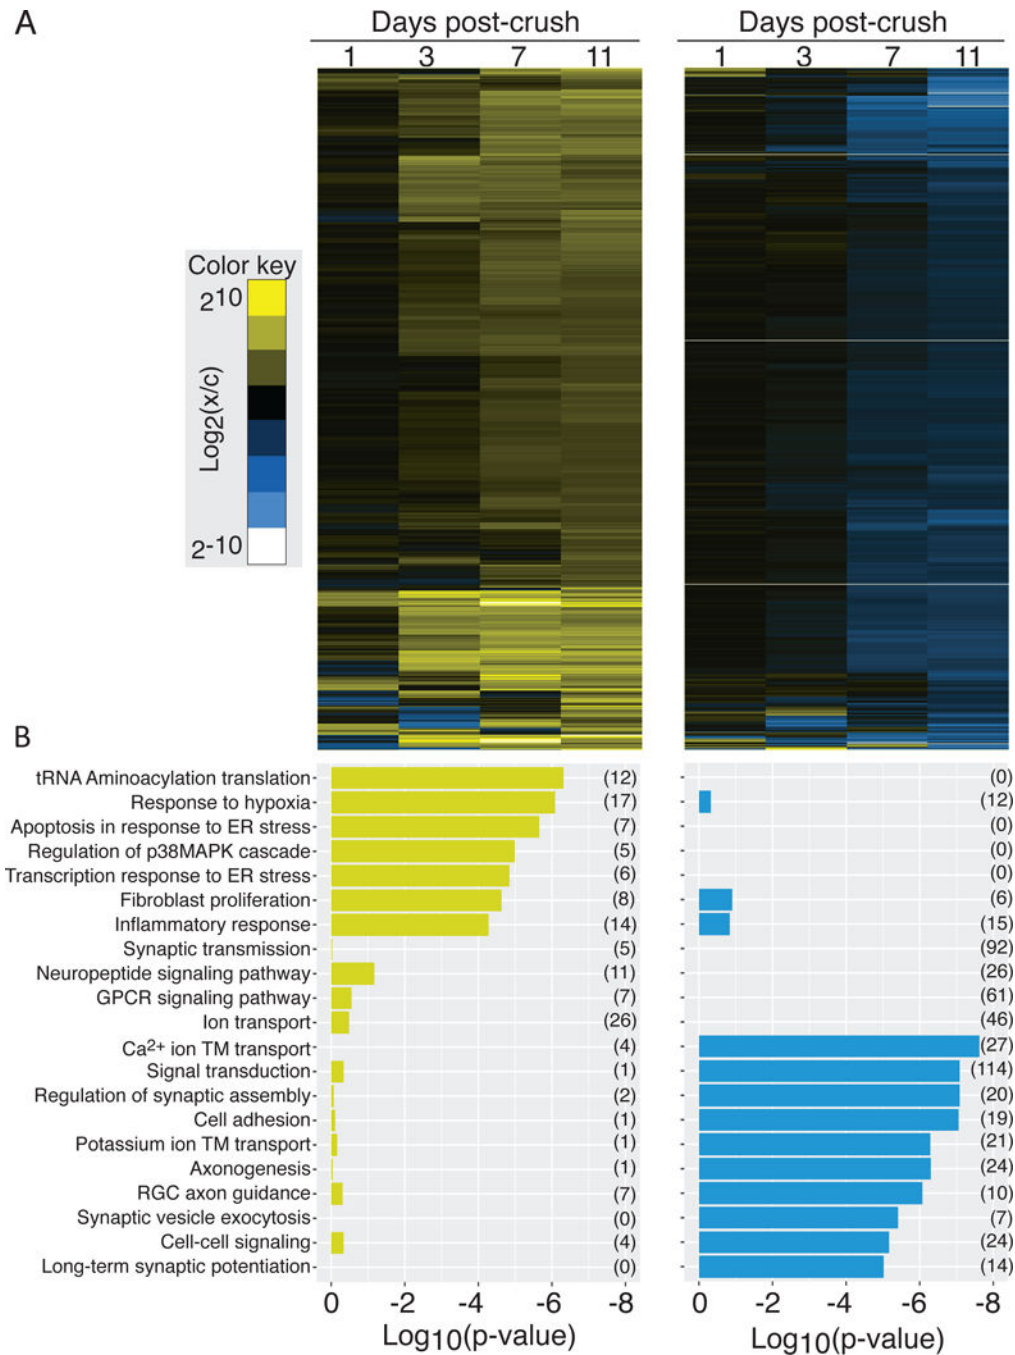 A
Days post-crush
1 3 7 11
Days post-crush
1 3 7 11
Color key
2^10
Log2(x/c)
2^-10
B
tRNA Aminoacylation translation (12) (0)
Response to hypoxia (17) (12)
Apoptosis in response to ER stress (7) (0)
Regulation of p38MAPK cascade (5) (0)
Transcription response to ER stress (6) (0)
Fibroblast proliferation (8) (6)
Inflammatory response (14) (15)
Synaptic transmission (5) (92)
Neuropeptide signaling pathway (11) (26)
GPCR signaling pathway (7) (61)
Ion transport (26) (46)
Ca2+ ion TM transport (4) (27)
Signal transduction (1) (114)
Regulation of synaptic assembly (2) (20)
Cell adhesion (1) (19)
Potassium ion TM transport (1) (21)
Axonogenesis (1) (24)
RGC axon guidance (7) (10)
Synaptic vesicle exocytosis (0) (7)
Cell-cell signaling (4) (24)
Long-term synaptic potentiation (0) (14)
0 -2 -4 -6 -8
Log10(p-value)
0 -2 -4 -6 -8
Log10(p-value)